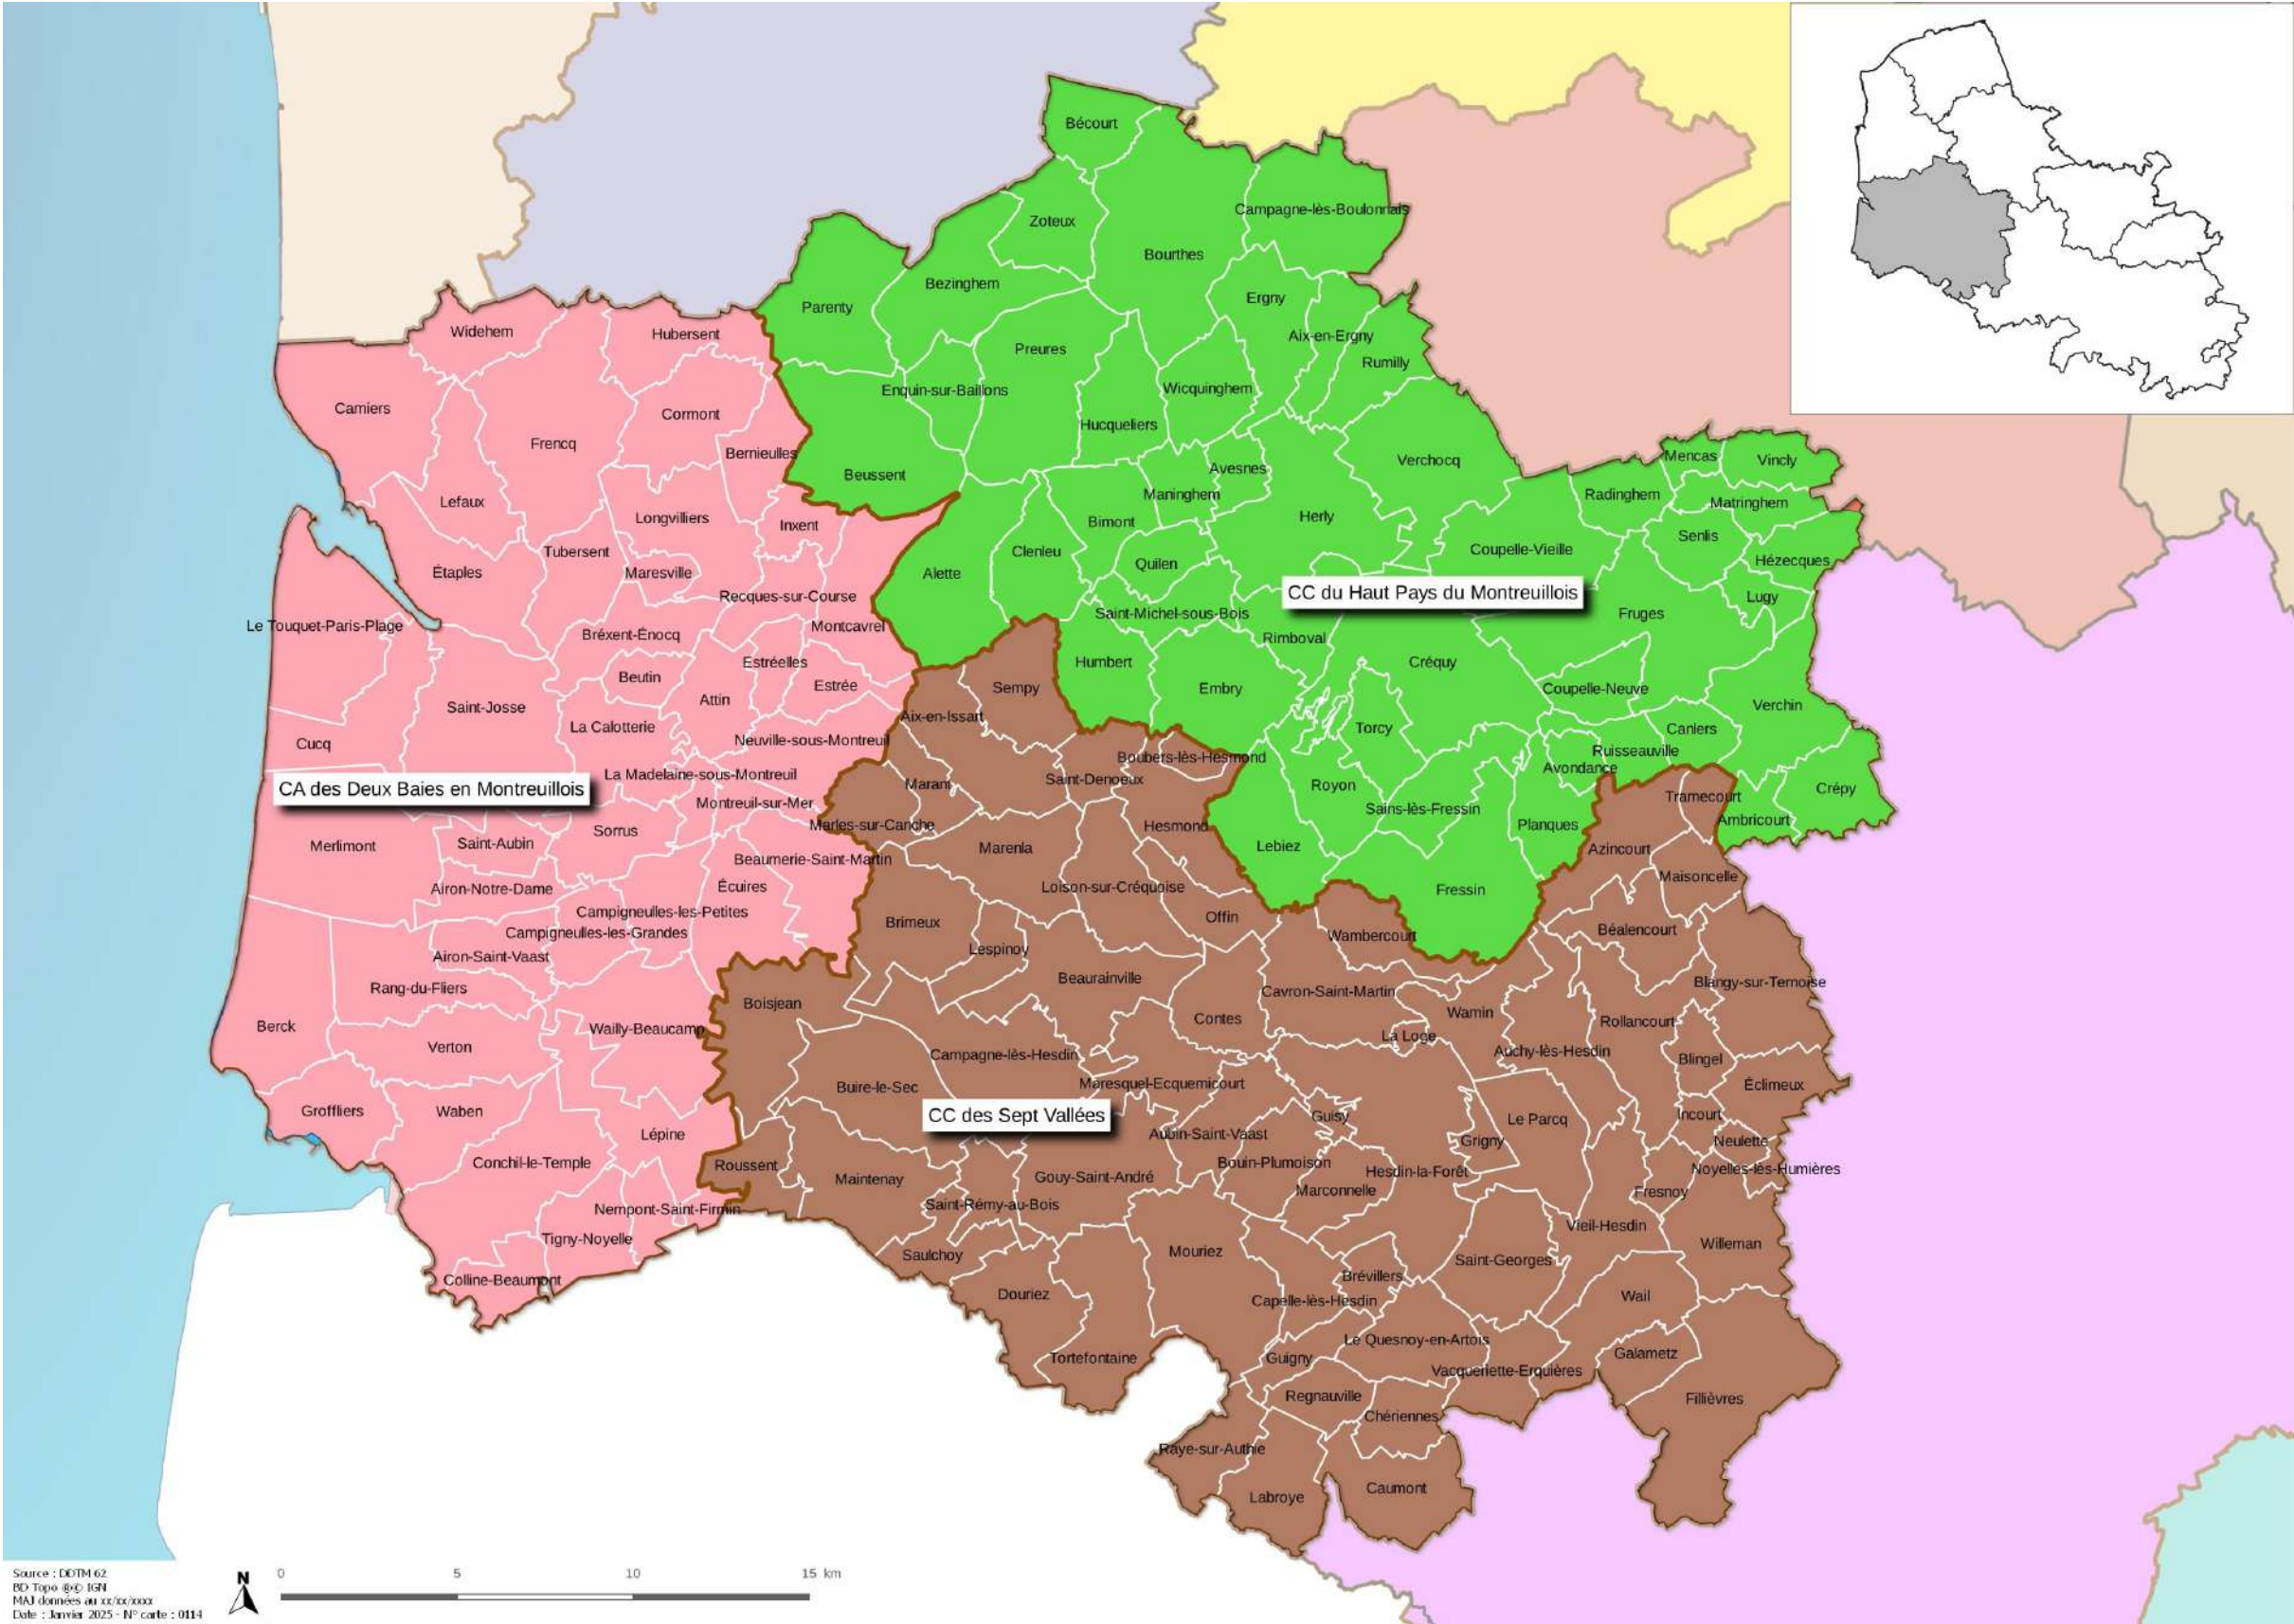 Bécourt
Campagne-lès-Boulonnais
Zoteux
Bourthes
Bezinghem
Ergny
Parenty
Widehem
Hubersent
Aix-en-Ergny
Preures
Rumilly
Enquin-sur-Baillons
Wicquinghem
Camiers
Cormont
Hucqueliers
Frencq
Bernieulles
Mencas
Vincly
Verchocq
Avesnes
Beussent
Maninghem
Radinghem
Lefaux
Matringhem
Longvilliers
Herly
Bimont
Inxent
Senlis
Tubersent
Clenleu
Coupelle-Vieille
Hézecques
Quilen
Étaples
Maresville
Alette
CC du Haut Pays du Montreuillois
Recques-sur-Course
Lugy
Saint-Michel-sous-Bois
Fruges
Le Touquet-Paris-Plage
Montcavrel
Bréxent-Énocq
Rimboval
Estréelles
Humbert
Créquy
Beutin
Estrée
Sempy
Embry
Coupelle-Neuve
Attin
Saint-Josse
Verchin
Aix-en-Issart
La Calotterie
Torcy
Canlers
Cucq
Neuville-sous-Montreuil
Ruisseauville
Boubers-lès-Hesmond
Avondance
La Madelaine-sous-Montreuil
Saint-Denoeux
CA des Deux Baies en Montreuillois
Marant
Royon
Crépy
Tramecourt
Montreuil-sur-Mer
Sains-lès-Fressin
Ambricourt
Marles-sur-Canche
Hesmond
Planques
Sorrus
Saint-Aubin
Merlimont
Marenla
Lebiez
Azincourt
Beaumerie-Saint-Martin
Maisoncelle
Airon-Notre-Dame
Écuires
Loison-sur-Créquoise
Fressin
Campigneulles-les-Petites
Offin
Brimeux
Campigneulles-les-Grandes
Béalencourt
Wambercourt
Lespinoy
Airon-Saint-Vaast
Beaurainville
Blangy-sur-Ternoise
Rang-du-Fliers
Cavron-Saint-Martin
Boisjean
Wamin
Contes
Rollancourt
Berck
Wailly-Beaucamp
La Loge
Verton
Campagne-lès-Hesdin
Auchy-lès-Hesdin
Blingel
Maresquel-Ecquemicourt
Éclimeux
Buire-le-Sec
Groffliers
Waben
CC des Sept Vallées
Guisy
Incourt
Le Parcq
Lépine
Aubin-Saint-Vaast
Grigny
Neulette
Conchil-le-Temple
Roussent
Bouin-Plumoison
Hesdin-la-Forêt
Noyelles-lès-Humières
Maintenay
Gouy-Saint-André
Marconnelle
Fresnoy
Saint-Rémy-au-Bois
Nempont-Saint-Firmin
Vieil-Hesdin
Tigny-Noyelle
Willeman
Saulchoy
Mouriez
Saint-Georges
Colline-Beaumont
Brévillers
Douriez
Capelle-lès-Hesdin
Wail
Le Quesnoy-en-Artois
Galametz
Tortefontaine
Guigny
Vacqueriette-Erquières
Regnauville
Fillièvres
Chériennes
Raye-sur-Authie
Caumont
Labroye
N
0 5 10 15 km
Source : DDTM 62
BD Topo ®© IGN
MAJ données au xx/xx/xxxx
Date : Janvier 2025 - N° carte : 0114